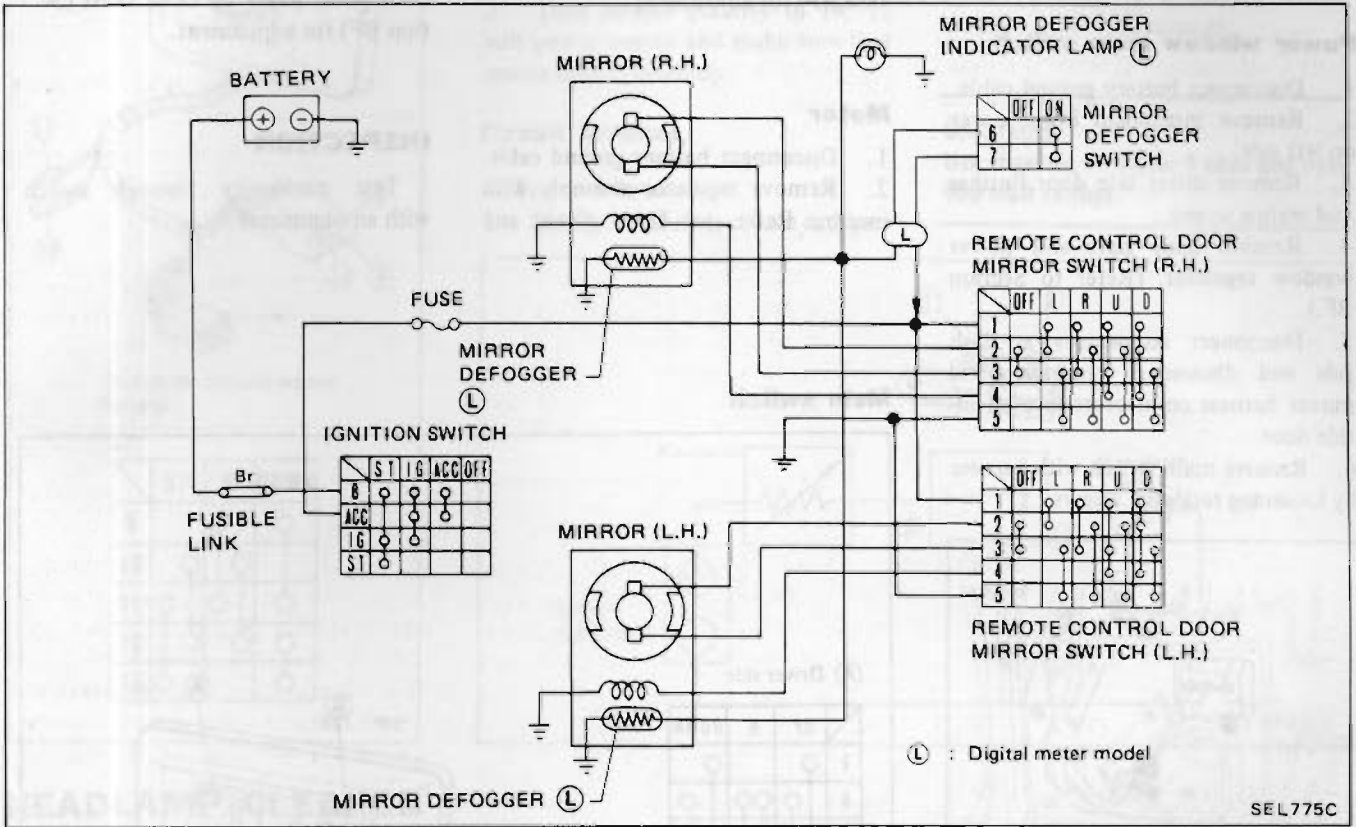 MIRROR DEFOGGER
INDICATOR LAMP Ⓛ
BATTERY
+ −
MIRROR (R.H.)
OFF ON
6
7
MIRROR
DEFOGGER
SWITCH
L
REMOTE CONTROL DOOR
MIRROR SWITCH (R.H.)
OFF L R U D
1
2
3
4
5
FUSE
MIRROR
DEFOGGER
Ⓛ
IGNITION SWITCH
ST IG ACC OFF
B
ACC
IG
ST
Br
FUSIBLE
LINK
MIRROR (L.H.)
OFF L R U D
1
2
3
4
5
REMOTE CONTROL DOOR
MIRROR SWITCH (L.H.)
MIRROR DEFOGGER Ⓛ
Ⓛ : Digital meter model
SEL775C